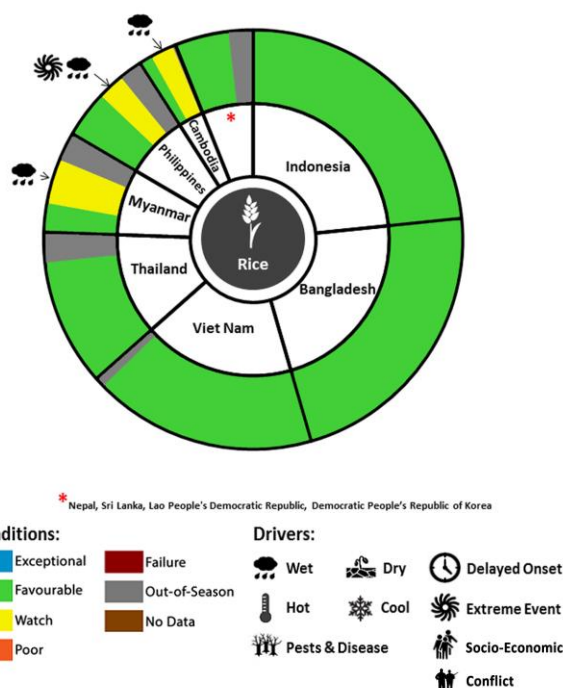 Cambodia
*
Philippines
Indonesia
Myanmar
Rice
Thailand
Bangladesh
Viet Nam
* Nepal, Sri Lanka, Lao People's Democratic Republic, Democratic People's Republic of Korea
ditions:
Exceptional
Failure
Favourable
Out-of-Season
Watch
No Data
Poor
Drivers:
Wet
Dry
Delayed Onset
Hot
Cool
Extreme Event
Pests & Disease
Socio-Economic
Conflict